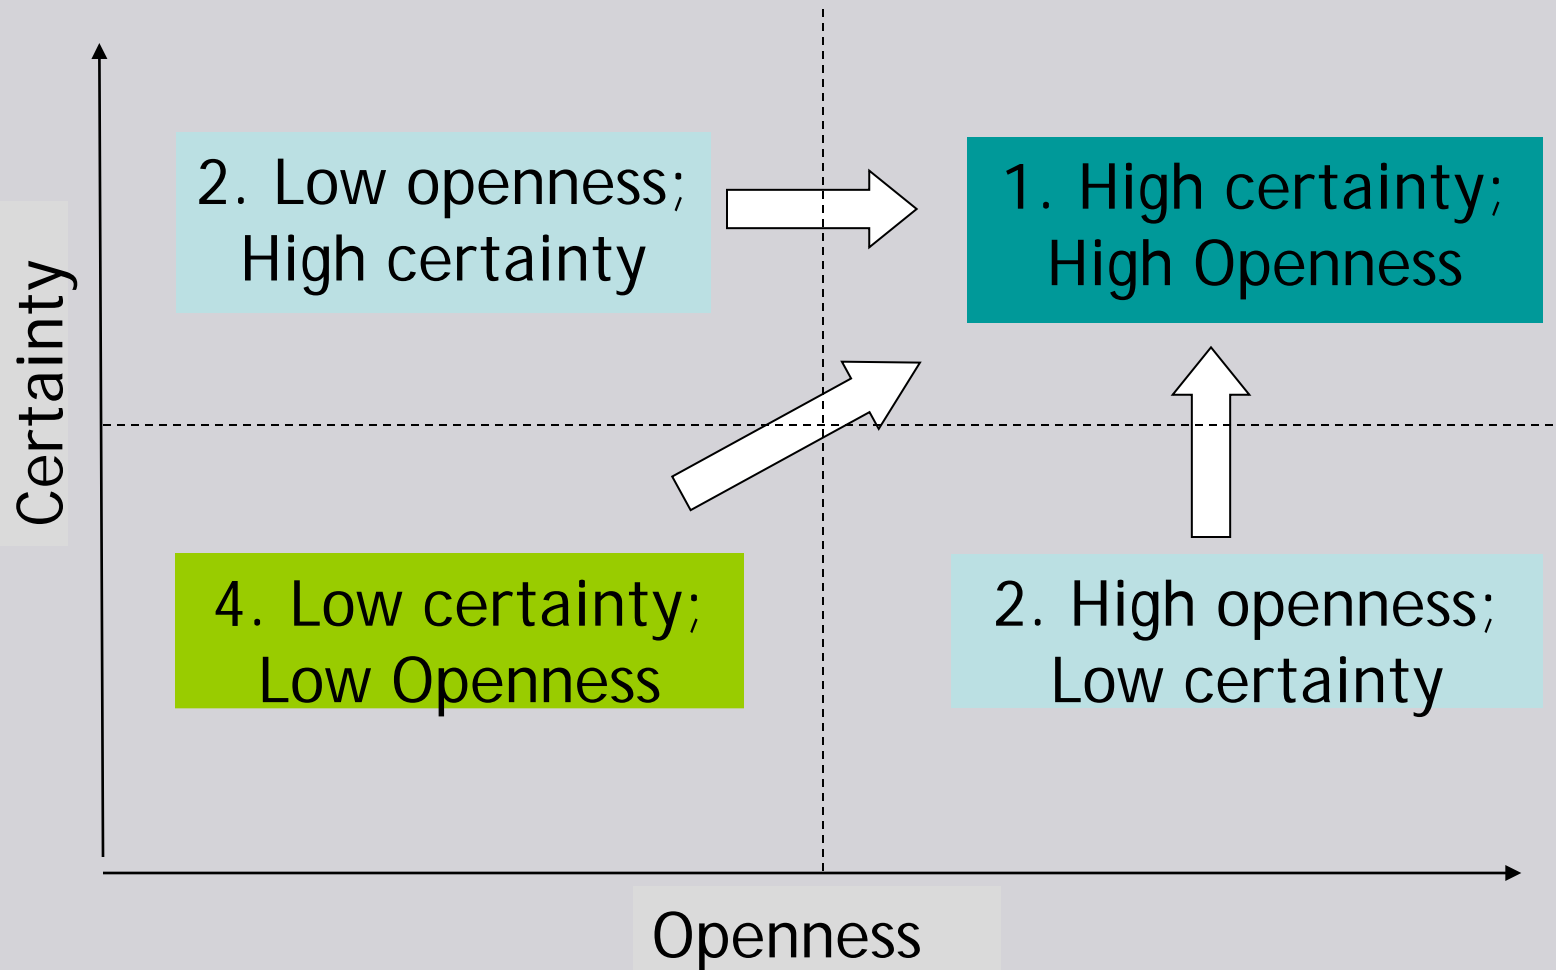 2. Low openness;
High certainty
1. High certainty;
High Openness
Certainty
4. Low certainty;
Low Openness
2. High openness;
Low certainty
Openness